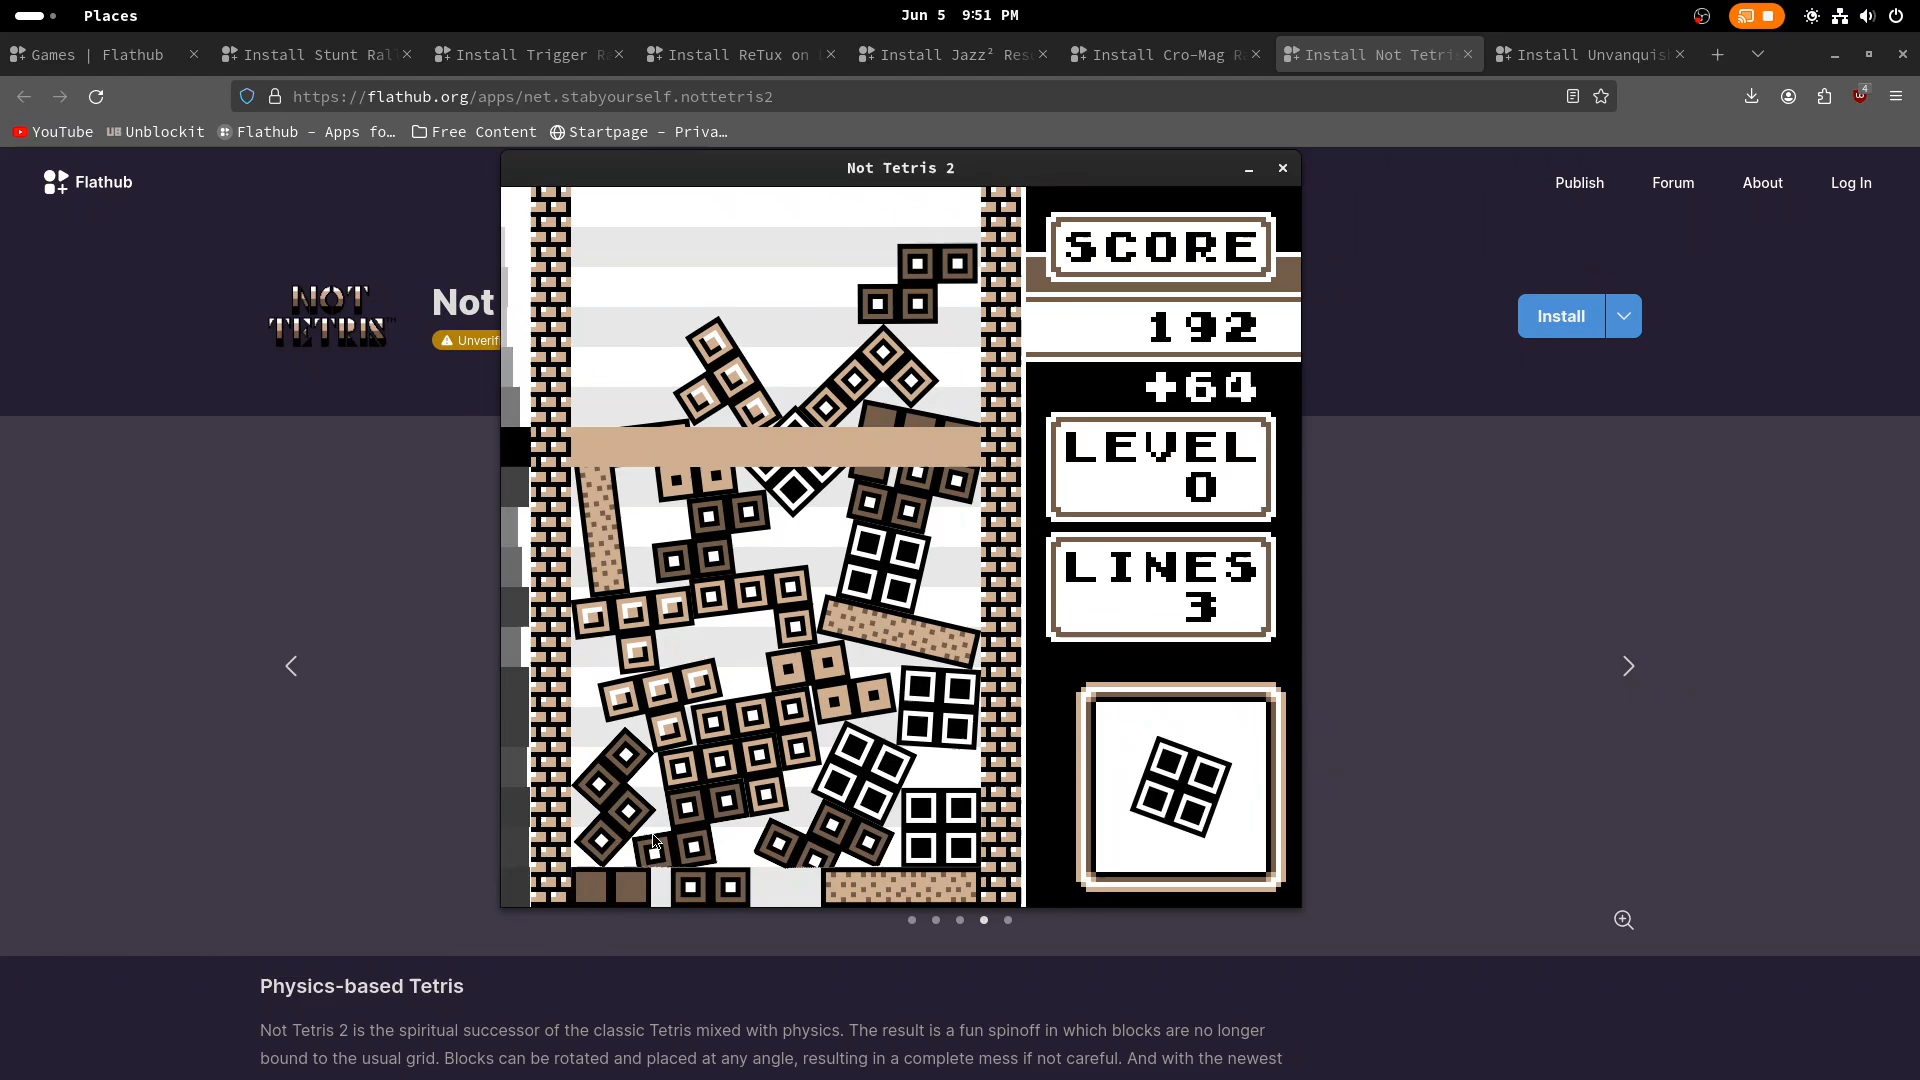 Places
Jun 5 9:51 PM
Games | Flathub
Install Stunt Ral
Install Trigger Ra
Install ReTux on
Install Jazz² Res
Install Cro-Mag R
Install Not Tetri
Install Unvanquis
https://flathub.org/apps/net.stabyourself.nottetris2
4
YouTube
UB Unblockit
Flathub - Apps fo…
Free Content
Startpage - Priva…
Not Tetris 2
Flathub
Publish
Forum
About
Log In
NOT
TETRIS
Not
Unverif
Install
SCORE
192
+64
LEVEL
0
LINES
3
Physics-based Tetris
Not Tetris 2 is the spiritual successor of the classic Tetris mixed with physics. The result is a fun spinoff in which blocks are no longer
bound to the usual grid. Blocks can be rotated and placed at any angle, resulting in a complete mess if not careful. And with the newest